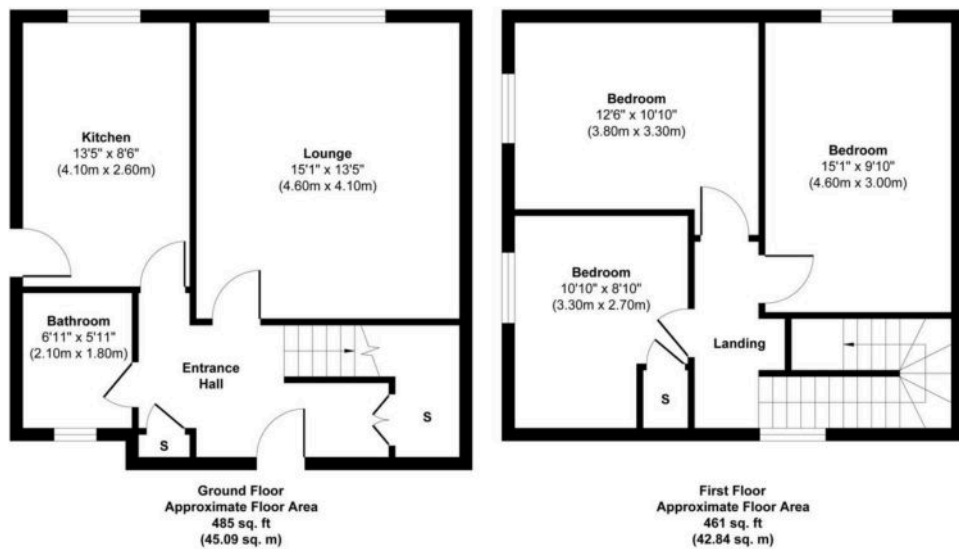 Kitchen
13'5" x 8'6"
(4.10m x 2.60m)
Lounge
15'1" x 13'5"
(4.60m x 4.10m)
Bathroom
6'11" x 5'11"
(2.10m x 1.80m)
Entrance
Hall
S
S
Ground Floor
Approximate Floor Area
485 sq. ft
(45.09 sq. m)
Bedroom
12'6" x 10'10"
(3.80m x 3.30m)
Bedroom
15'1" x 9'10"
(4.60m x 3.00m)
Bedroom
10'10" x 8'10"
(3.30m x 2.70m)
Landing
S
First Floor
Approximate Floor Area
461 sq. ft
(42.84 sq. m)